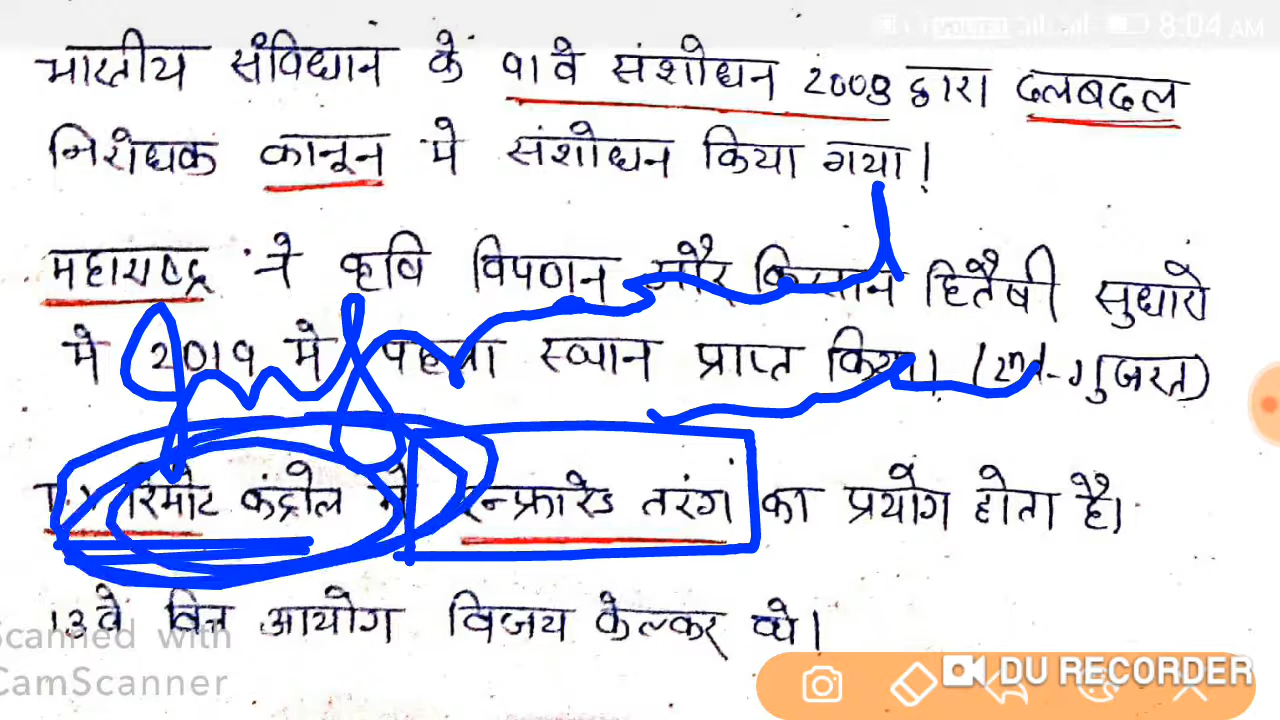 8:04 AM
भारतीय संविधान के 91वे संशोधन 2003 द्वारा दलबदल
निरोधक कानून मे संशोधन किया गया।
महाराष्ट्र ने कृषि विपणन और किसान हितैषी सुधारो
मे 2019 मे पहला स्थान प्राप्त किया। (2nd-गुजरात)
रिमोट कंट्रोल मे इन्फ्रारेड तरंग का प्रयोग होता है।
13वे वित्त आयोग विजय केलकर थे।
Scanned with
CamScanner
DU RECORDER